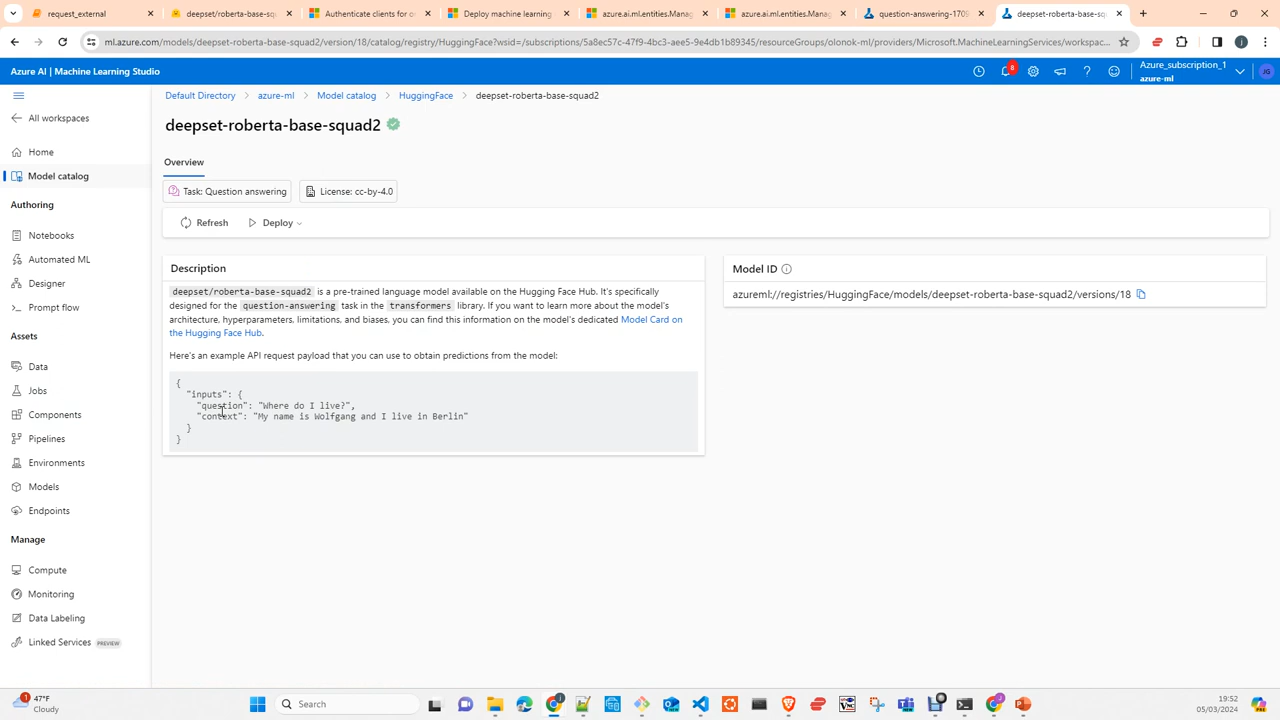 request_external
deepset/roberta-base-squ
Authenticate clients for o
Deploy machine learning
azure.ai.ml.entities.Manag
azure.ai.ml.entities.Manag
question-answering-1709
deepset-roberta-base-sq
ml.azure.com/models/deepset-roberta-base-squad2/version/18/catalog/registry/HuggingFace?wsid=/subscriptions/5a8ec57c-47f9-4bc3-aee5-9e4db1b89345/resourceGroups/olonok-ml/providers/Microsoft.MachineLearningServices/workspac...
Azure AI | Machine Learning Studio
8
Azure_subscription_1
azure-ml
JG
All workspaces
Home
Model catalog
Authoring
Notebooks
Automated ML
Designer
Prompt flow
Assets
Data
Jobs
Components
Pipelines
Environments
Models
Endpoints
Manage
Compute
Monitoring
Data Labeling
Linked Services PREVIEW
Default Directory > azure-ml > Model catalog > HuggingFace > deepset-roberta-base-squad2
deepset-roberta-base-squad2
Overview
Task: Question answering
License: cc-by-4.0
Refresh
Deploy
Description
deepset/roberta-base-squad2 is a pre-trained language model available on the Hugging Face Hub. It's specifically
designed for the question-answering task in the transformers library. If you want to learn more about the model's
architecture, hyperparameters, limitations, and biases, you can find this information on the model's dedicated Model Card on
the Hugging Face Hub.
Here's an example API request payload that you can use to obtain predictions from the model:
{
"inputs": {
"question": "Where do I live?",
"context": "My name is Wolfgang and I live in Berlin"
}
}
Model ID
azureml://registries/HuggingFace/models/deepset-roberta-base-squad2/versions/18
1
47°F
Cloudy
Search
19:52
05/03/2024